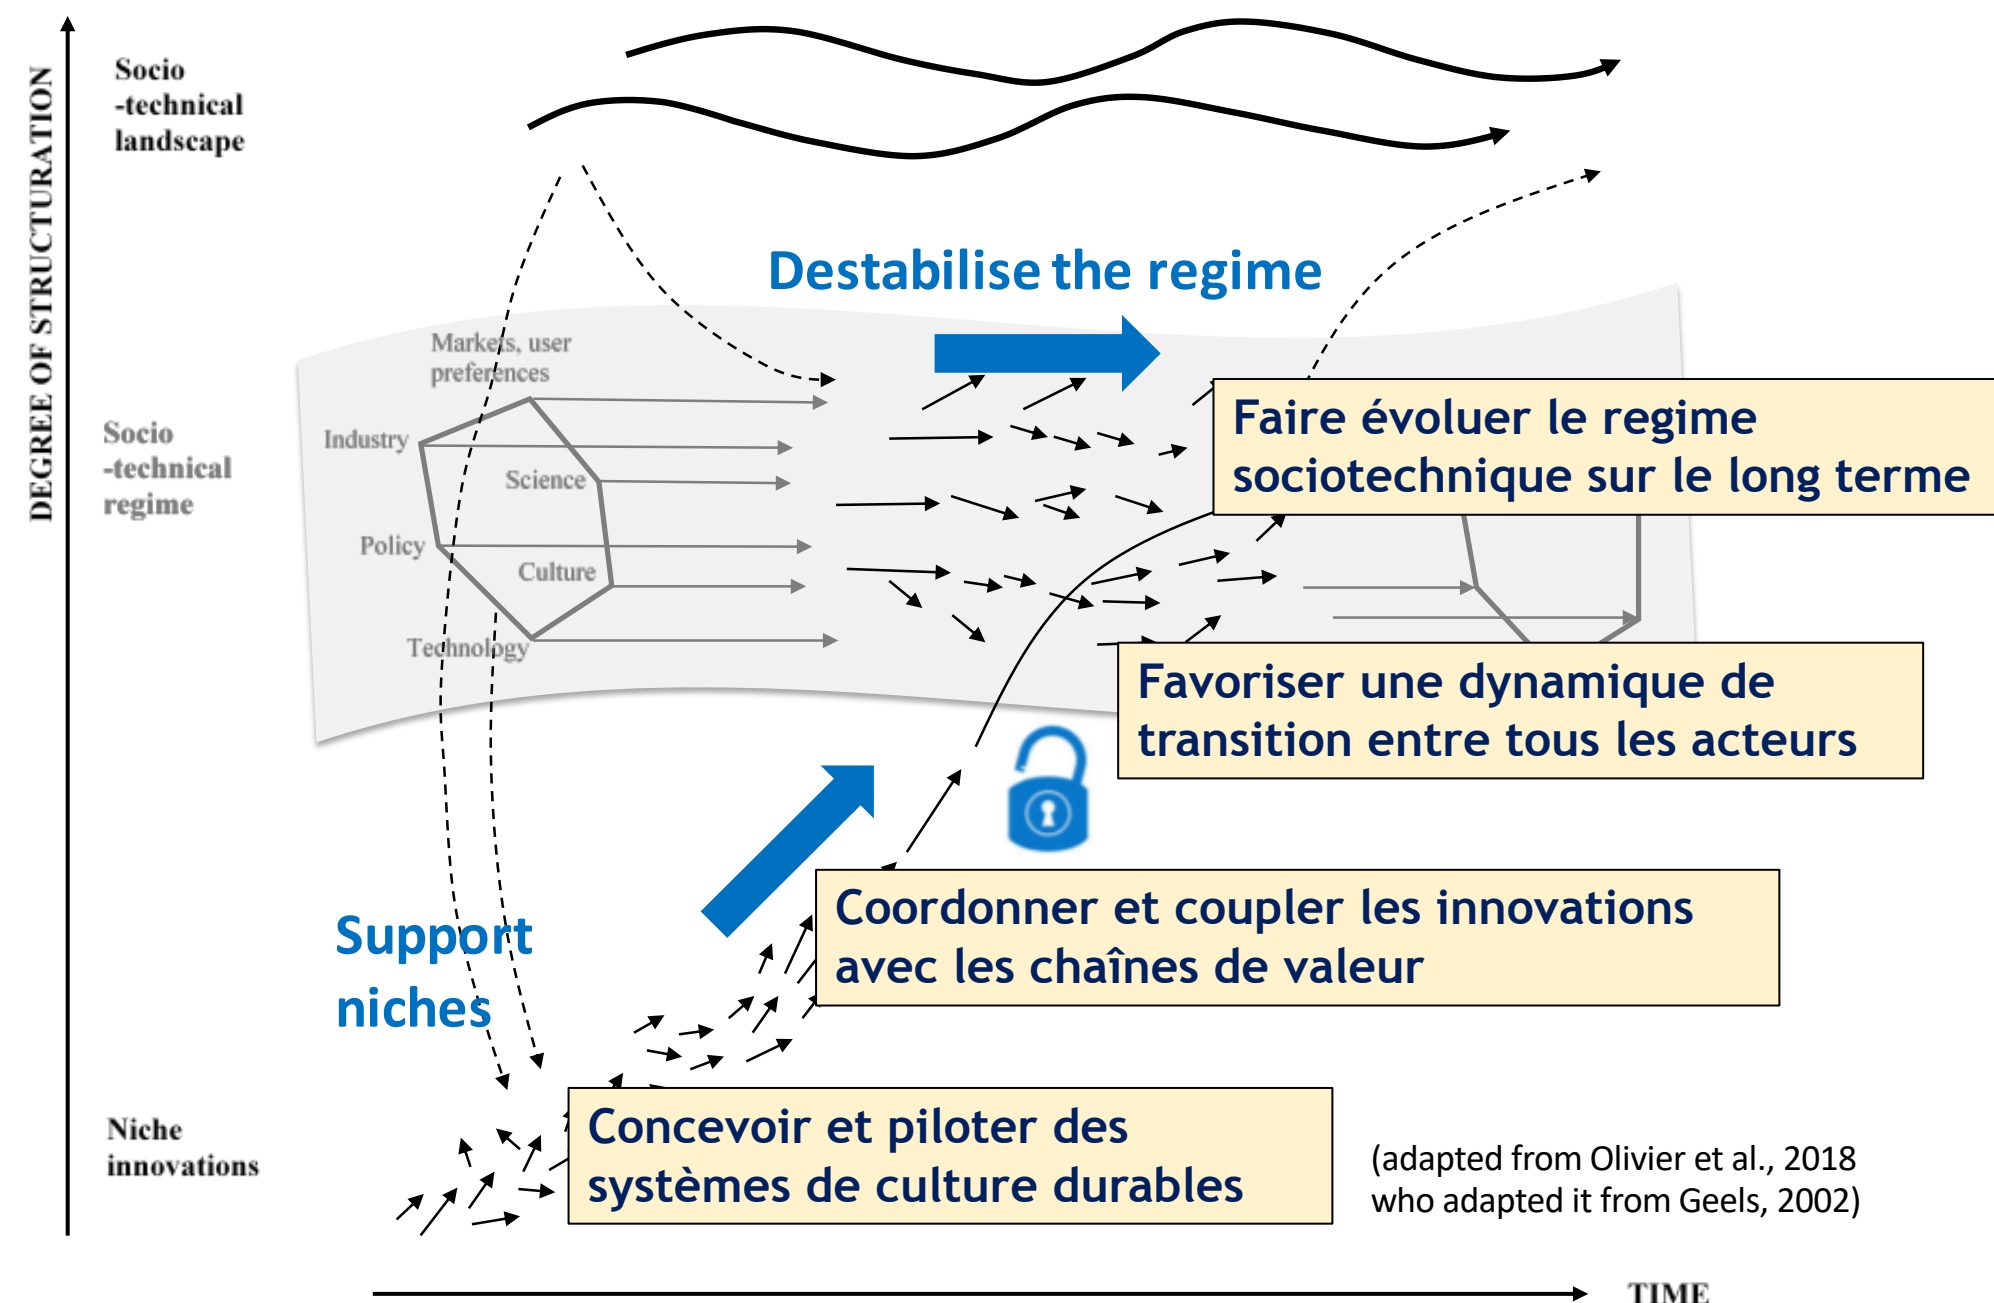 DEGREE OF STRUCTURATION
Socio
-technical
landscape
Destabilise the regime
Markets, user
preferences
Industry
Science
Socio
-technical
regime
Policy
Culture
Technology
Faire évoluer le regime
sociotechnique sur le long terme
Favoriser une dynamique de
transition entre tous les acteurs
Support
niches
Coordonner et coupler les innovations
avec les chaînes de valeur
Niche
innovations
Concevoir et piloter des
systèmes de culture durables
(adapted from Olivier et al., 2018
who adapted it from Geels, 2002)
TIME